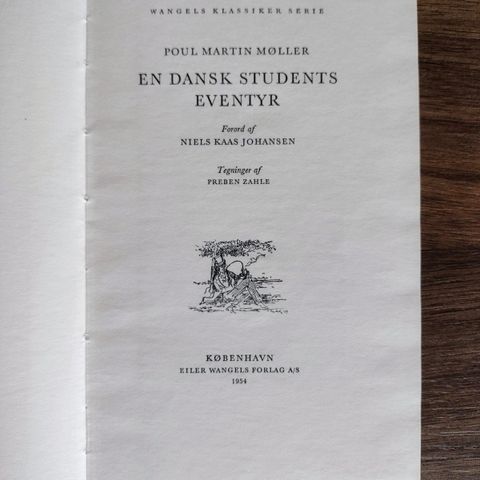 WANGELS KLASSIKER SERIE
POUL MARTIN MØLLER
EN DANSK STUDENTS
EVENTYR
Forord af
NIELS KAAS JOHANSEN
Tegninger af
PREBEN ZAHLE
KØBENHAVN
EILER WANGELS FORLAG A/S
1954